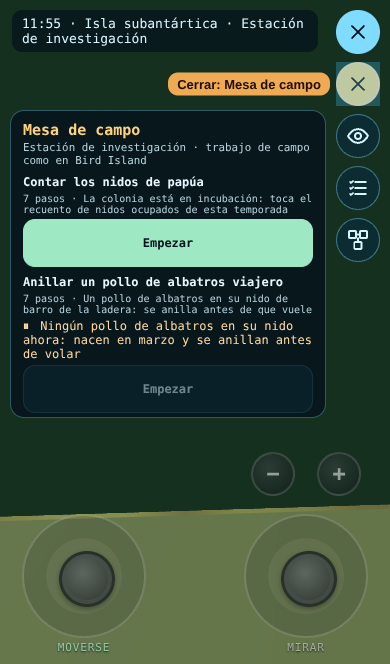 11:55 · Isla subantártica · Estación
de investigación
Cerrar: Mesa de campo
Mesa de campo
Estación de investigación · trabajo de campo
como en Bird Island
Contar los nidos de papúa
7 pasos · La colonia está en incubación: toca el
recuento de nidos ocupados de esta temporada
Empezar
Anillar un pollo de albatros viajero
7 pasos · Un pollo de albatros en su nido de
barro de la ladera: se anilla antes de que vuele
Ningún pollo de albatros en su nido
ahora: nacen en marzo y se anillan antes
de volar
Empezar
− +
MOVERSE MIRAR